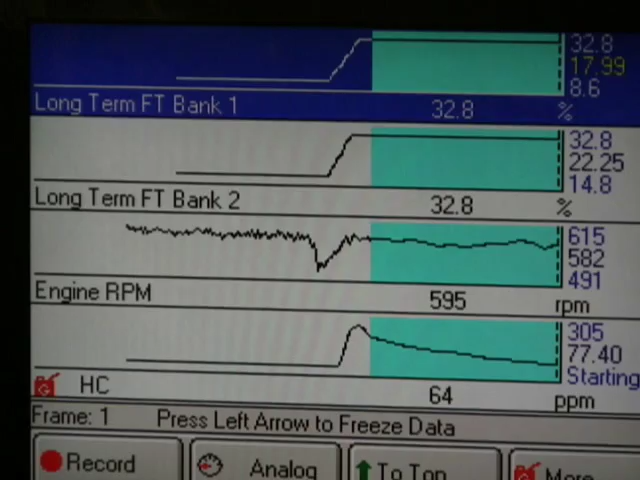 32.8
17.99
8.6
Long Term FT Bank 1 32.8 %
32.8
22.25
14.8
Long Term FT Bank 2 32.8 %
615
582
491
Engine RPM 595 rpm
305
77.40
Starting
HC 64 ppm
Frame: 1 Press Left Arrow to Freeze Data
Record Analog To Top More